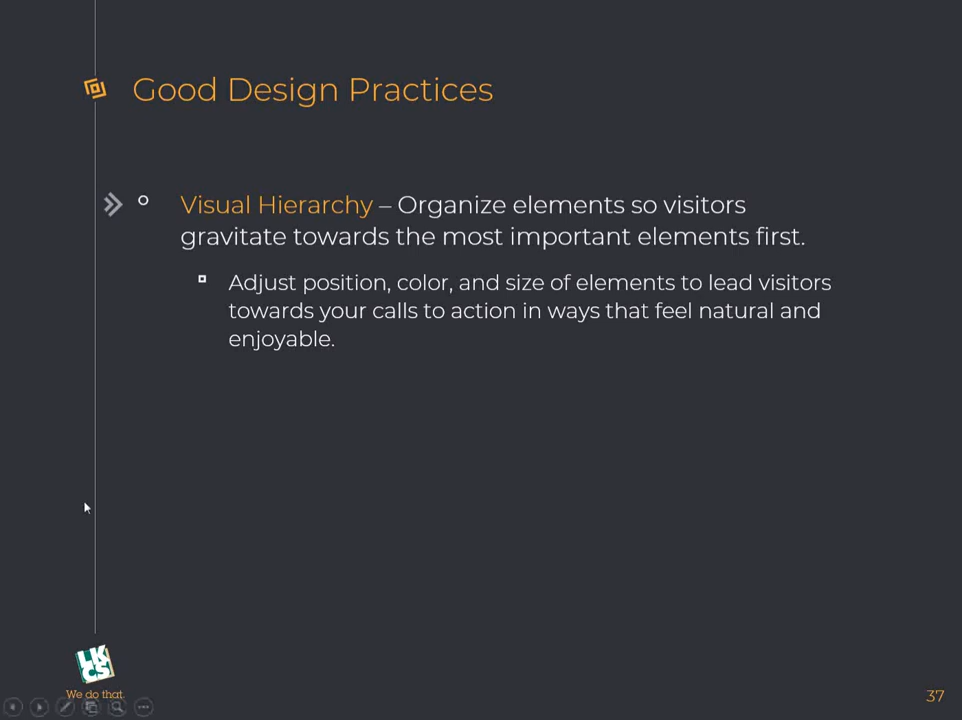 Good Design Practices
Visual Hierarchy – Organize elements so visitors
gravitate towards the most important elements first.
Adjust position, color, and size of elements to lead visitors
towards your calls to action in ways that feel natural and
enjoyable.
LK
CS
We do that.
37